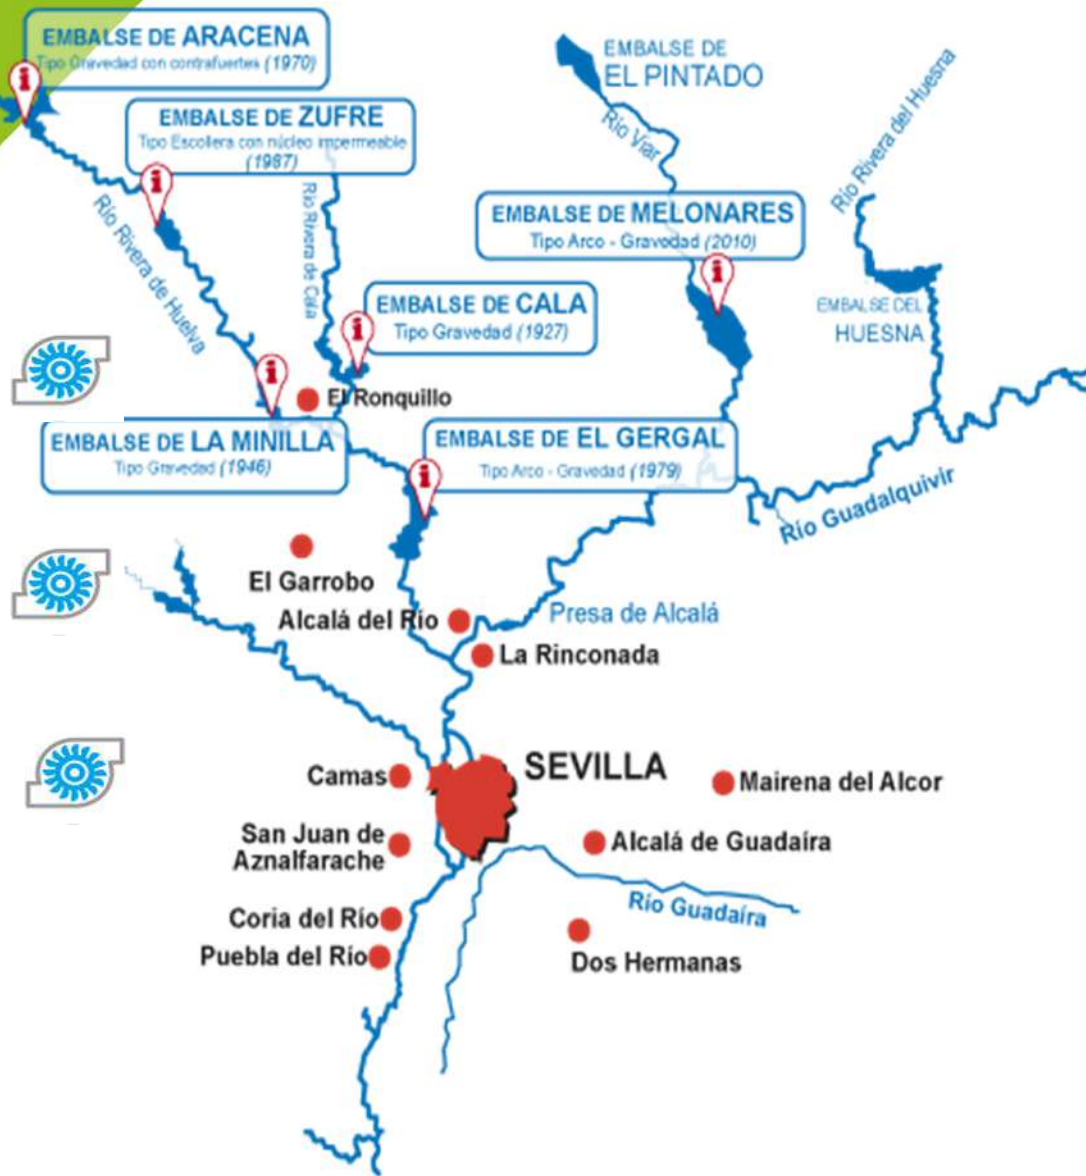 EMBALSE DE ARACENA
Tipo Gravedad con contrafuertes (1970)
EMBALSE DE
EL PINTADO
EMBALSE DE ZUFRE
Tipo Escollera con núcleo impermeable
(1987)
Río Viar
Río Rivera del Huesna
Río Rivera de Huelva
Río Rivera de Cala
EMBALSE DE MELONARES
Tipo Arco - Gravedad (2010)
EMBALSE DE CALA
Tipo Gravedad (1927)
EMBALSE DEL
HUESNA
El Ronquillo
EMBALSE DE LA MINILLA
Tipo Gravedad (1946)
EMBALSE DE EL GERGAL
Tipo Arco - Gravedad (1979)
Río Guadalquivir
El Garrobo
Alcalá del Río
Presa de Alcalá
La Rinconada
SEVILLA
Camas
Mairena del Alcor
San Juan de
Aznalfarache
Alcalá de Guadaíra
Río Guadaíra
Coria del Río
Puebla del Río
Dos Hermanas